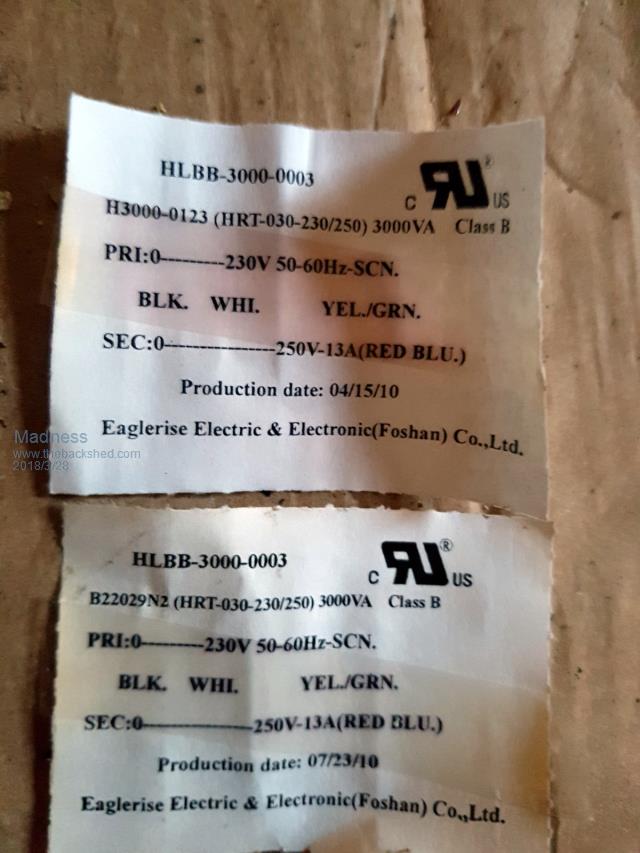 HLBB-3000-0003
C RU ® US
H3000-0123 (HRT-030-230/250) 3000VA Class B
PRI:0---------230V 50-60Hz-SCN.
BLK. WHI. YEL./GRN.
SEC:0----------------250V-13A(RED BLU.)
Production date: 04/15/10
Eaglerise Electric & Electronic(Foshan) Co.,Ltd.
Madness
www.thebackshed.com
2018/3/28
HLBB-3000-0003
C RU ® US
B22029N2 (HRT-030-230/250) 3000VA Class B
PRI:0---------230V 50-60Hz-SCN.
BLK. WHI. YEL./GRN.
SEC:0----------------250V-13A(RED BLU.)
Production date: 07/23/10
Eaglerise Electric & Electronic(Foshan) Co.,Ltd.